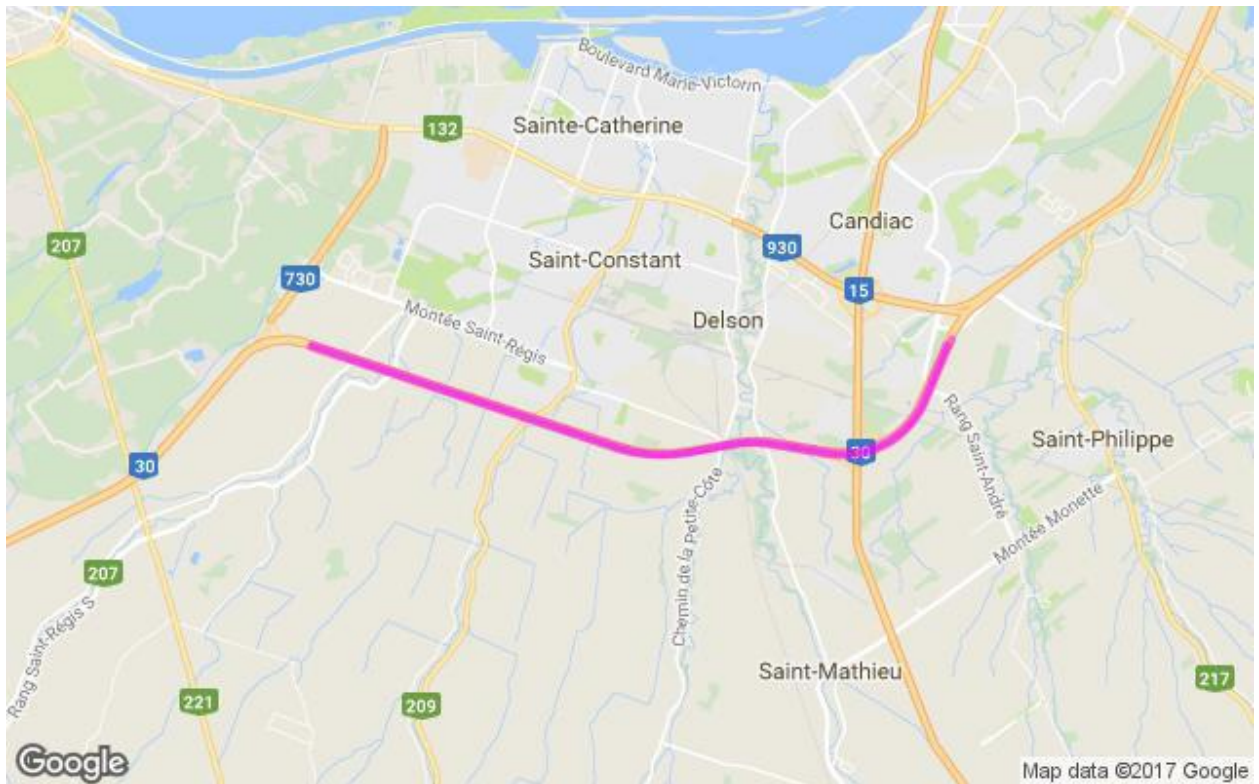 Boulevard Marie-Victorin
Sainte-Catherine
132
Candiac
207
930
Saint-Constant
730
15
Delson
Montée Saint-Régis
Rang Saint-André
Saint-Philippe
30
30
Montée Monette
Chemin de la Petite-Côte
207
Rang Saint-Régis S
Saint-Mathieu
217
221
209
Google
Map data ©2017 Google